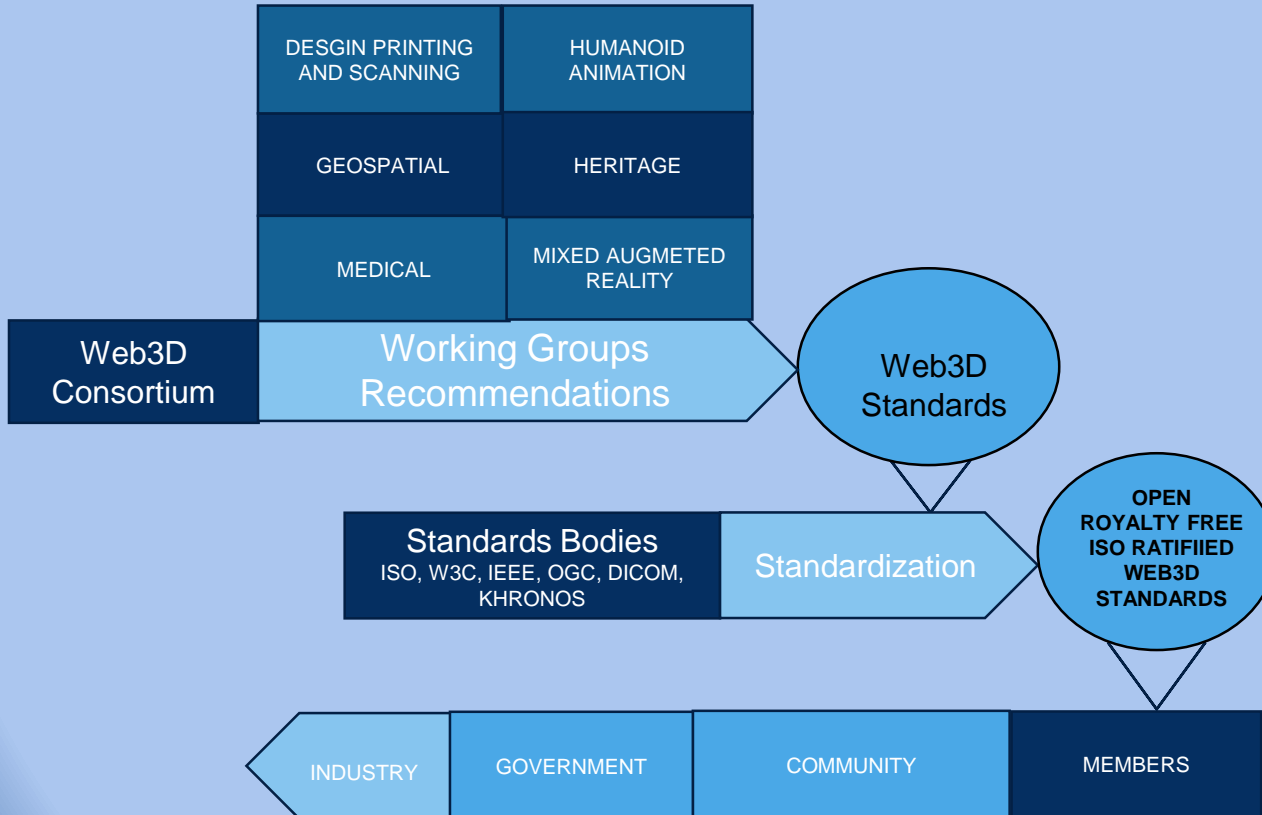 DESGIN PRINTING
AND SCANNING
HUMANOID
ANIMATION
GEOSPATIAL
HERITAGE
MEDICAL
MIXED AUGMETED
REALITY
Web3D
Consortium
Working Groups
Recommendations
Web3D
Standards
Standards Bodies
ISO, W3C, IEEE, OGC, DICOM,
KHRONOS
Standardization
OPEN
ROYALTY FREE
ISO RATIFIIED
WEB3D
STANDARDS
INDUSTRY
GOVERNMENT
COMMUNITY
MEMBERS